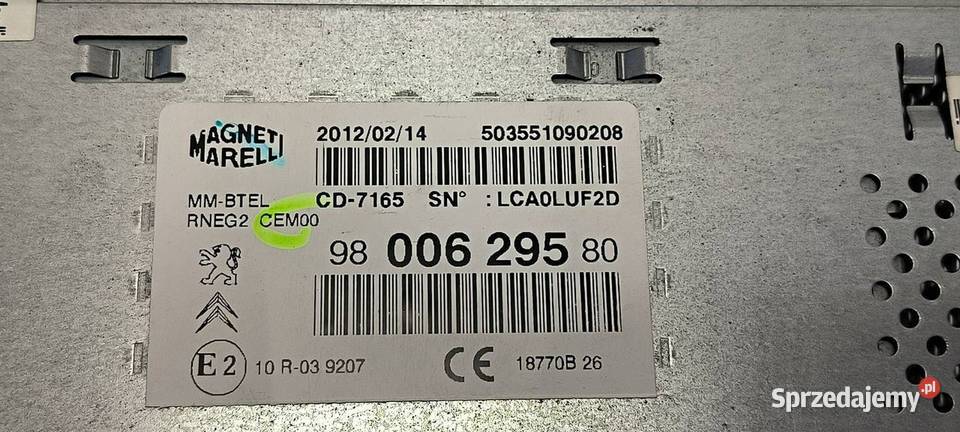 MAGNETI
MARELLI
2012/02/14 503551090208
MM-BTEL CD-7165 SN° : LCA0LUF2D
RNEG2 CEM00
98 006 295 80
E2 10 R-03 9207 CE 18770B 26
Sprzedajemy.pl